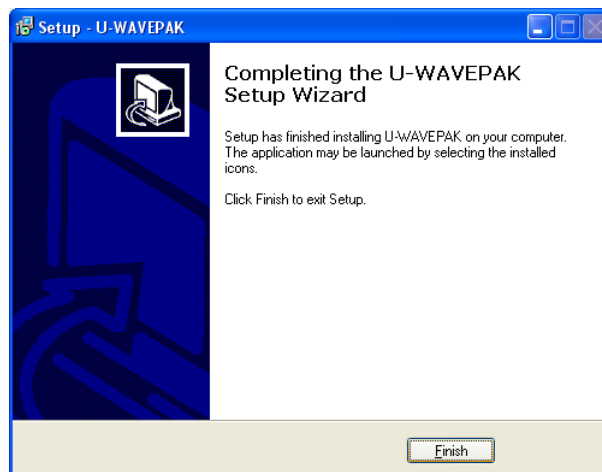 Setup - U-WAVEPAK
Completing the U-WAVEPAK
Setup Wizard
Setup has finished installing U-WAVEPAK on your computer.
The application may be launched by selecting the installed
icons.
Click Finish to exit Setup.
Finish